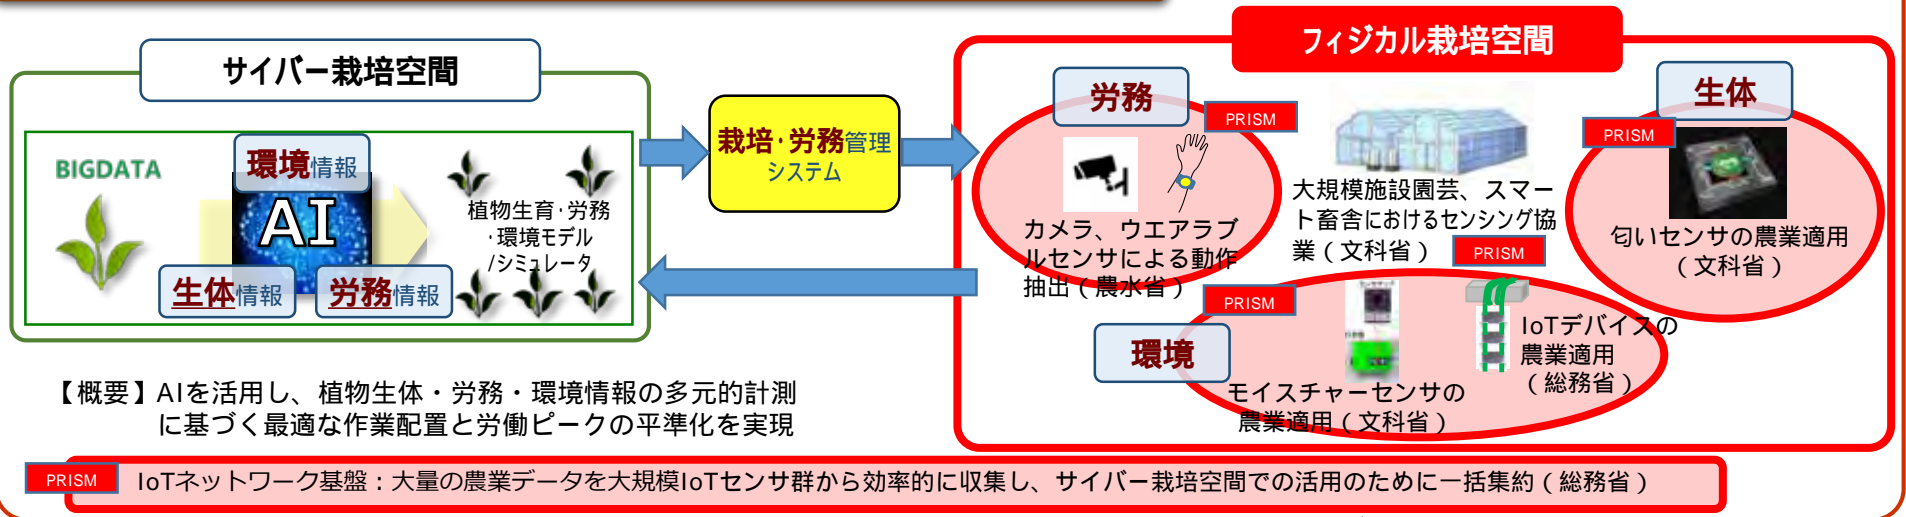 サイバー栽培空間
BIGDATA
環境情報
AI
生体情報
労務情報
植物生育･労務
･環境モデル
/シミュレータ
栽培･労務管理
システム
フィジカル栽培空間
労務
PRISM
カメラ、ウエアラブ
ルセンサによる動作
抽出（農水省）
大規模施設園芸、スマー
ト畜舎におけるセンシング協
業（文科省）
PRISM
生体
PRISM
匂いセンサの農業適用
（文科省）
環境
PRISM
モイスチャーセンサの
農業適用（文科省）
IoTデバイスの
農業適用
（総務省）
【概要】AIを活用し、植物生体・労務・環境情報の多元的計測
に基づく最適な作業配置と労働ピークの平準化を実現
PRISM
IoTネットワーク基盤：大量の農業データを大規模IoTセンサ群から効率的に収集し、サイバー栽培空間での活用のために一括集約（総務省）